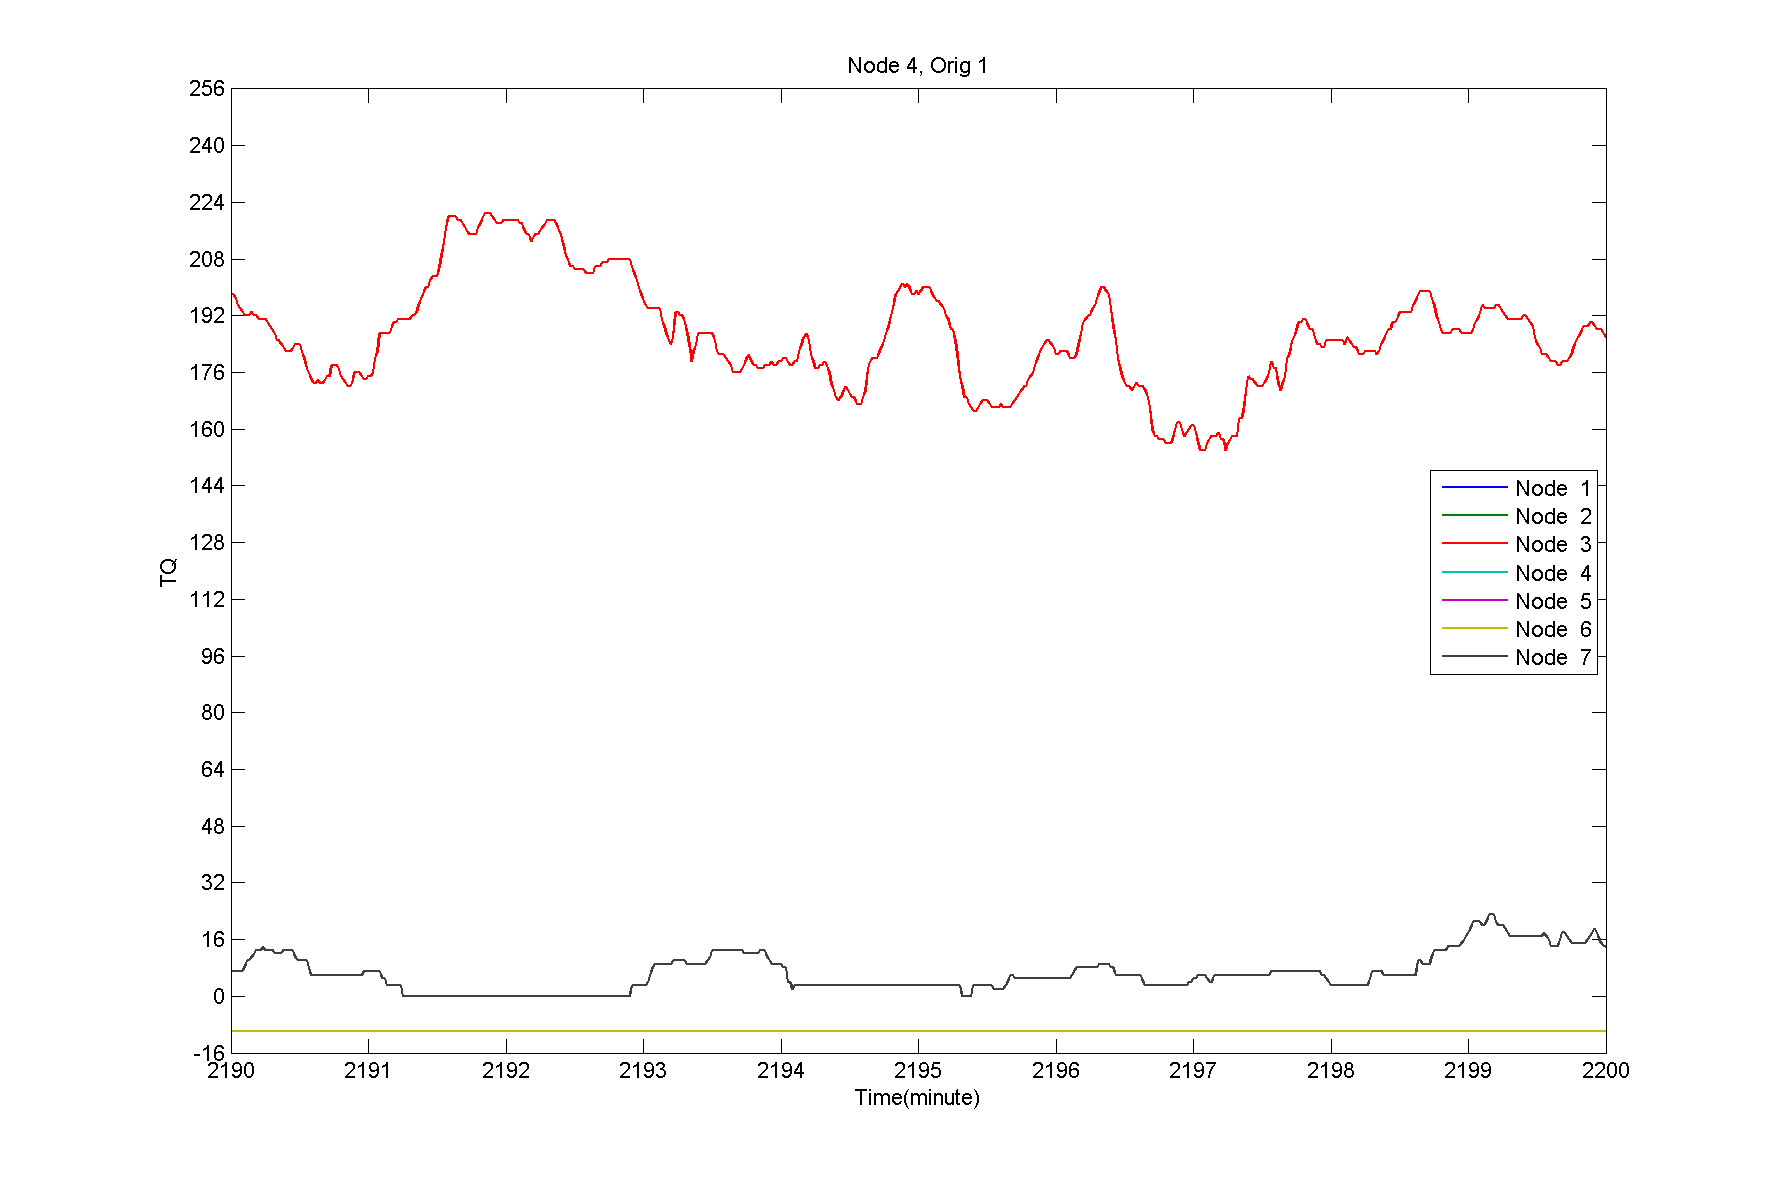 Node 4, Orig 1
256
240
224
208
192
176
160
144
128
112
96
80
64
48
32
16
0
-16
TQ
Node 1
Node 2
Node 3
Node 4
Node 5
Node 6
Node 7
2190 2191 2192 2193 2194 2195 2196 2197 2198 2199 2200
Time(minute)